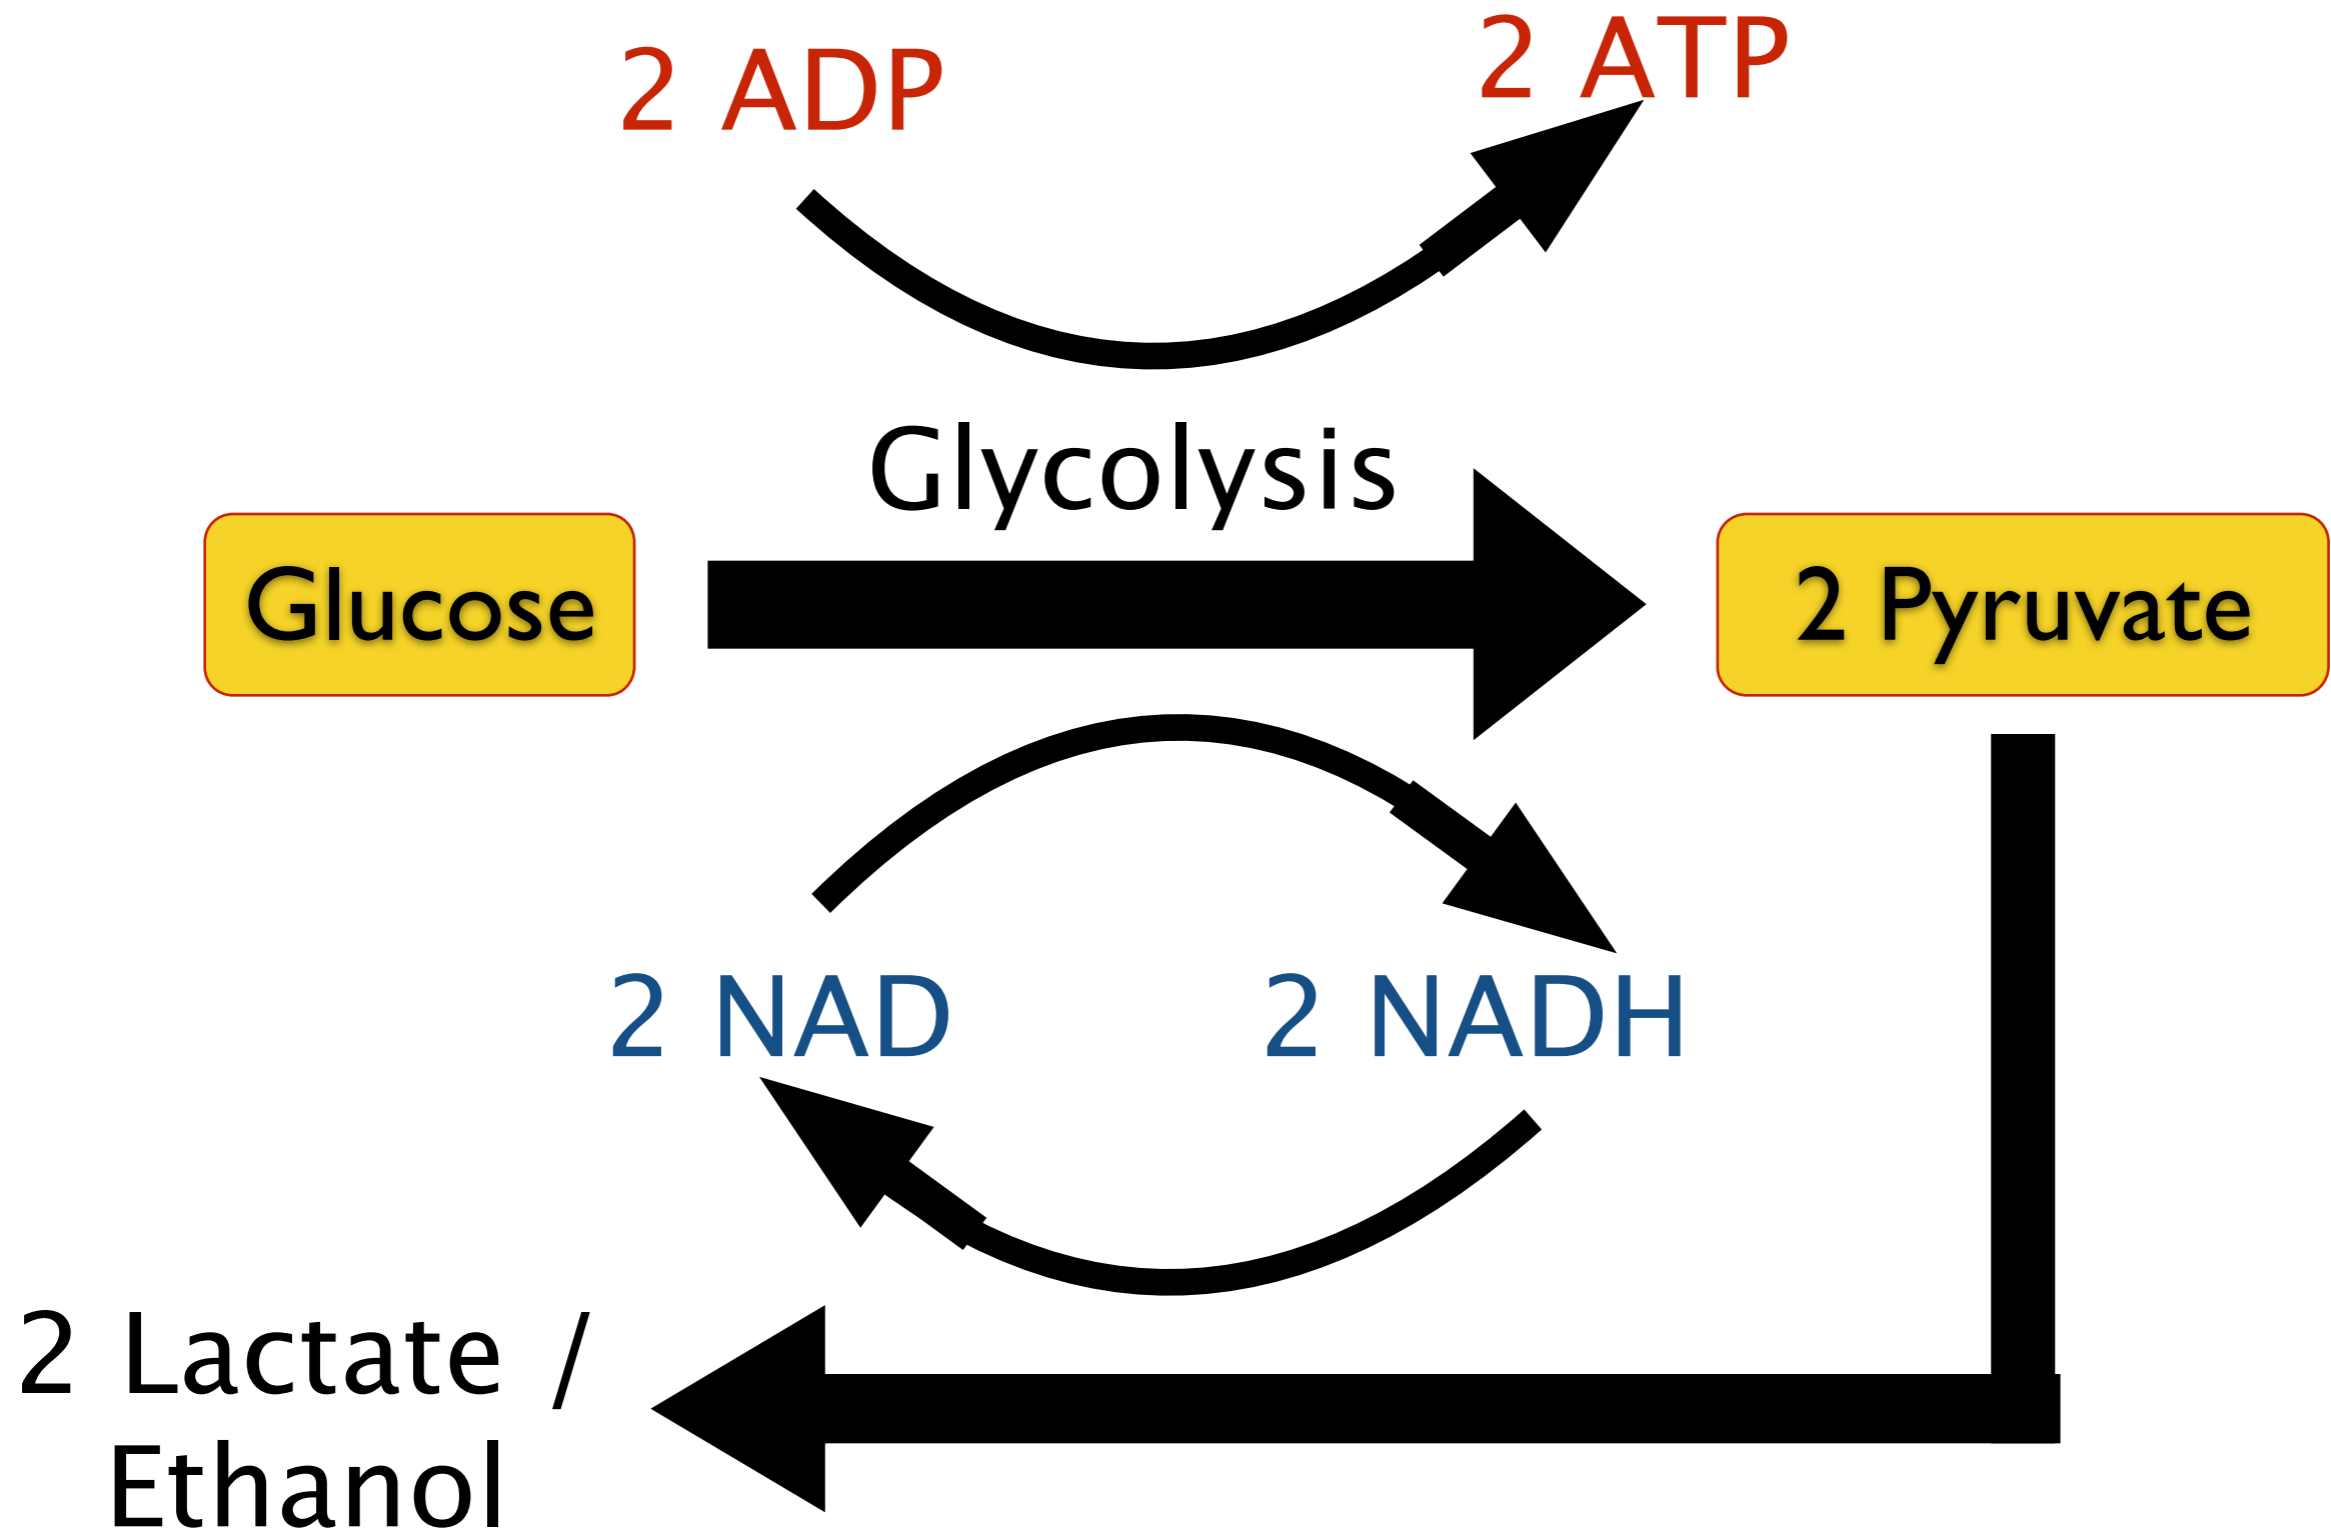 2 ADP
2 ATP
Glycolysis
Glucose
2 Pyruvate
2 NAD
2 NADH
2 Lactate /
Ethanol